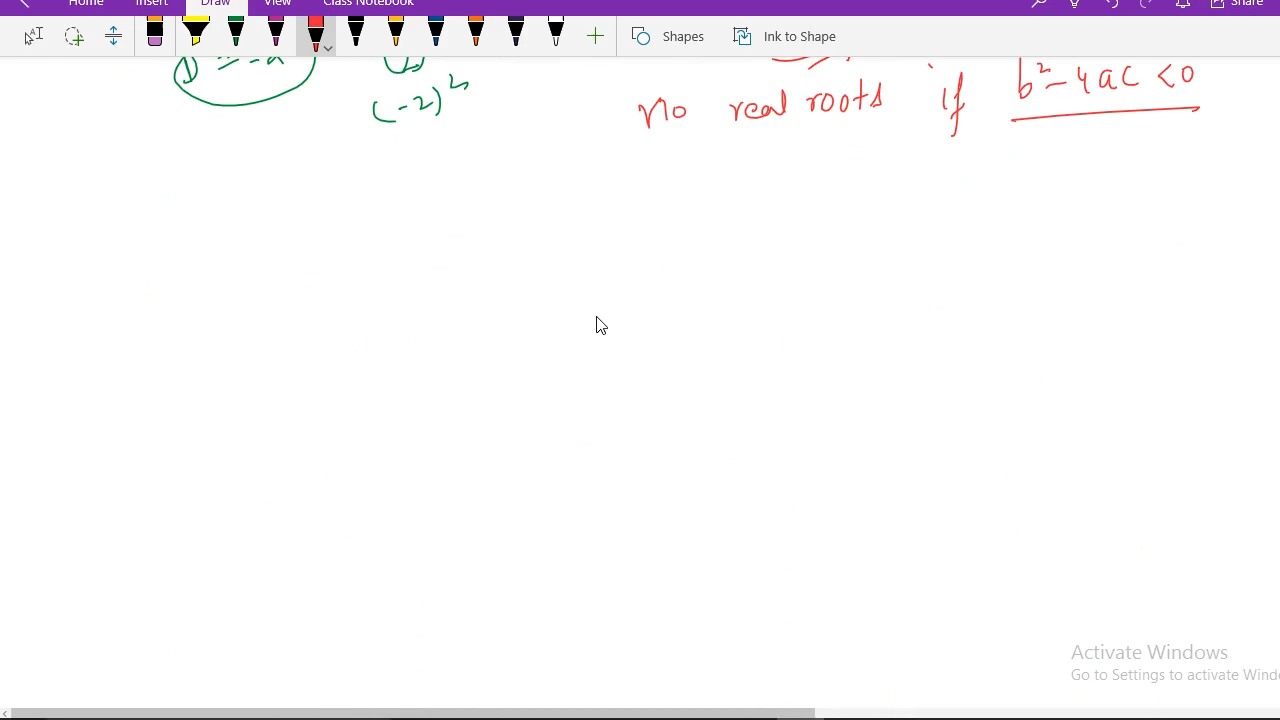 Home Insert Draw View Class Notebook Share
Shapes Ink to Shape
D = -a
(-2)²
No real roots if b² - 4ac < 0
Activate Windows
Go to Settings to activate Wind